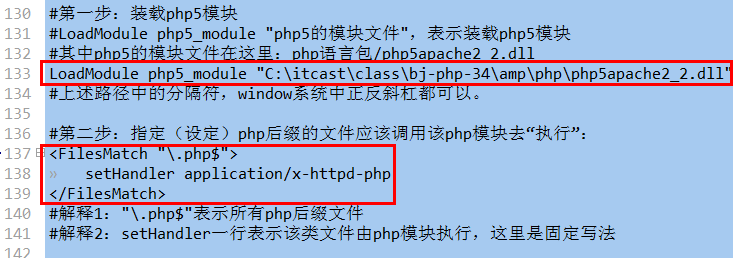 130 #第一步：装载php5模块
131 #LoadModule php5_module "php5的模块文件"，表示装载php5模块
132 #其中php5的模块文件在这里：php语言包/php5apache2_2.dll
133 LoadModule php5_module "C:\itcast\class\bj-php-34\amp\php\php5apache2_2.dll"
134 #上述路径中的分隔符，window系统中正反斜杠都可以。
135
136 #第二步：指定（设定）php后缀的文件应该调用该php模块去“执行”：
137 <FilesMatch "\.php$">
138 setHandler application/x-httpd-php
139 </FilesMatch>
140 #解释1："\.php$"表示所有php后缀文件
141 #解释2：setHandler一行表示该类文件由php模块执行，这里是固定写法
142